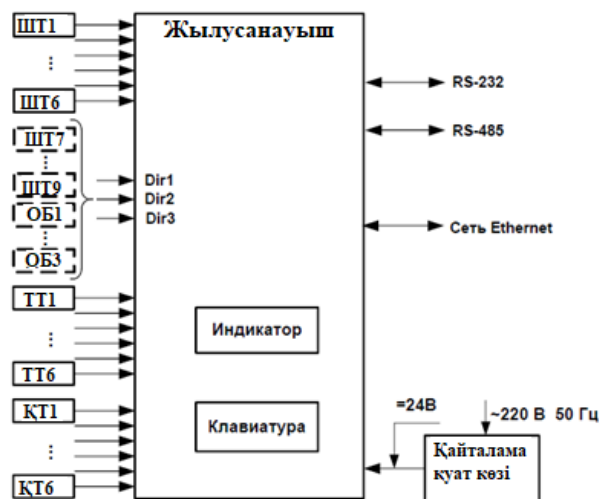 ШТ1
⋮
ШТ6
ШТ7
⋮
ШТ9
ОБ1
⋮
ОБ3
ТТ1
⋮
ТТ6
ҚТ1
⋮
ҚТ6
Жылусанауыш
Dir1
Dir2
Dir3
Индикатор
Клавиатура
RS-232
RS-485
Сеть Ethernet
=24В
~220 В 50 Гц
Қайталама
қуат көзі